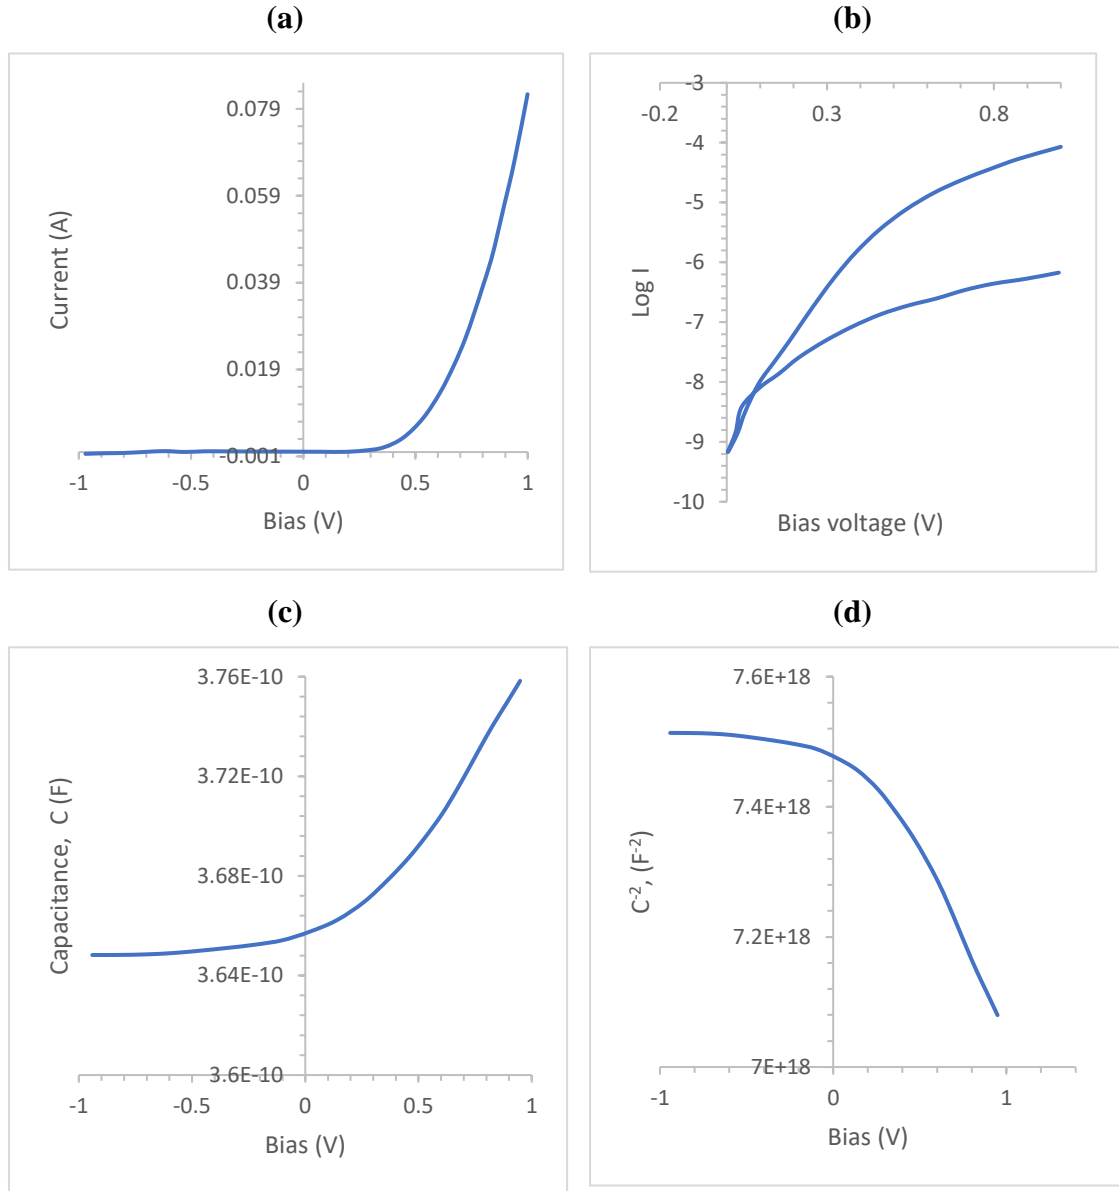 (a)
(b)
0.079
0.059
0.039
0.019
-0.001
-1
-0.5
0
0.5
1
Current (A)
Bias (V)
-3
-4
-5
-6
-7
-8
-9
-10
-0.2
0.3
0.8
Log I
Bias voltage (V)
(c)
(d)
3.76E-10
3.72E-10
3.68E-10
3.64E-10
3.6E-10
-1
-0.5
0
0.5
1
Capacitance, C (F)
Bias (V)
7.6E+18
7.4E+18
7.2E+18
7E+18
-1
0
1
C⁻², (F⁻²)
Bias (V)